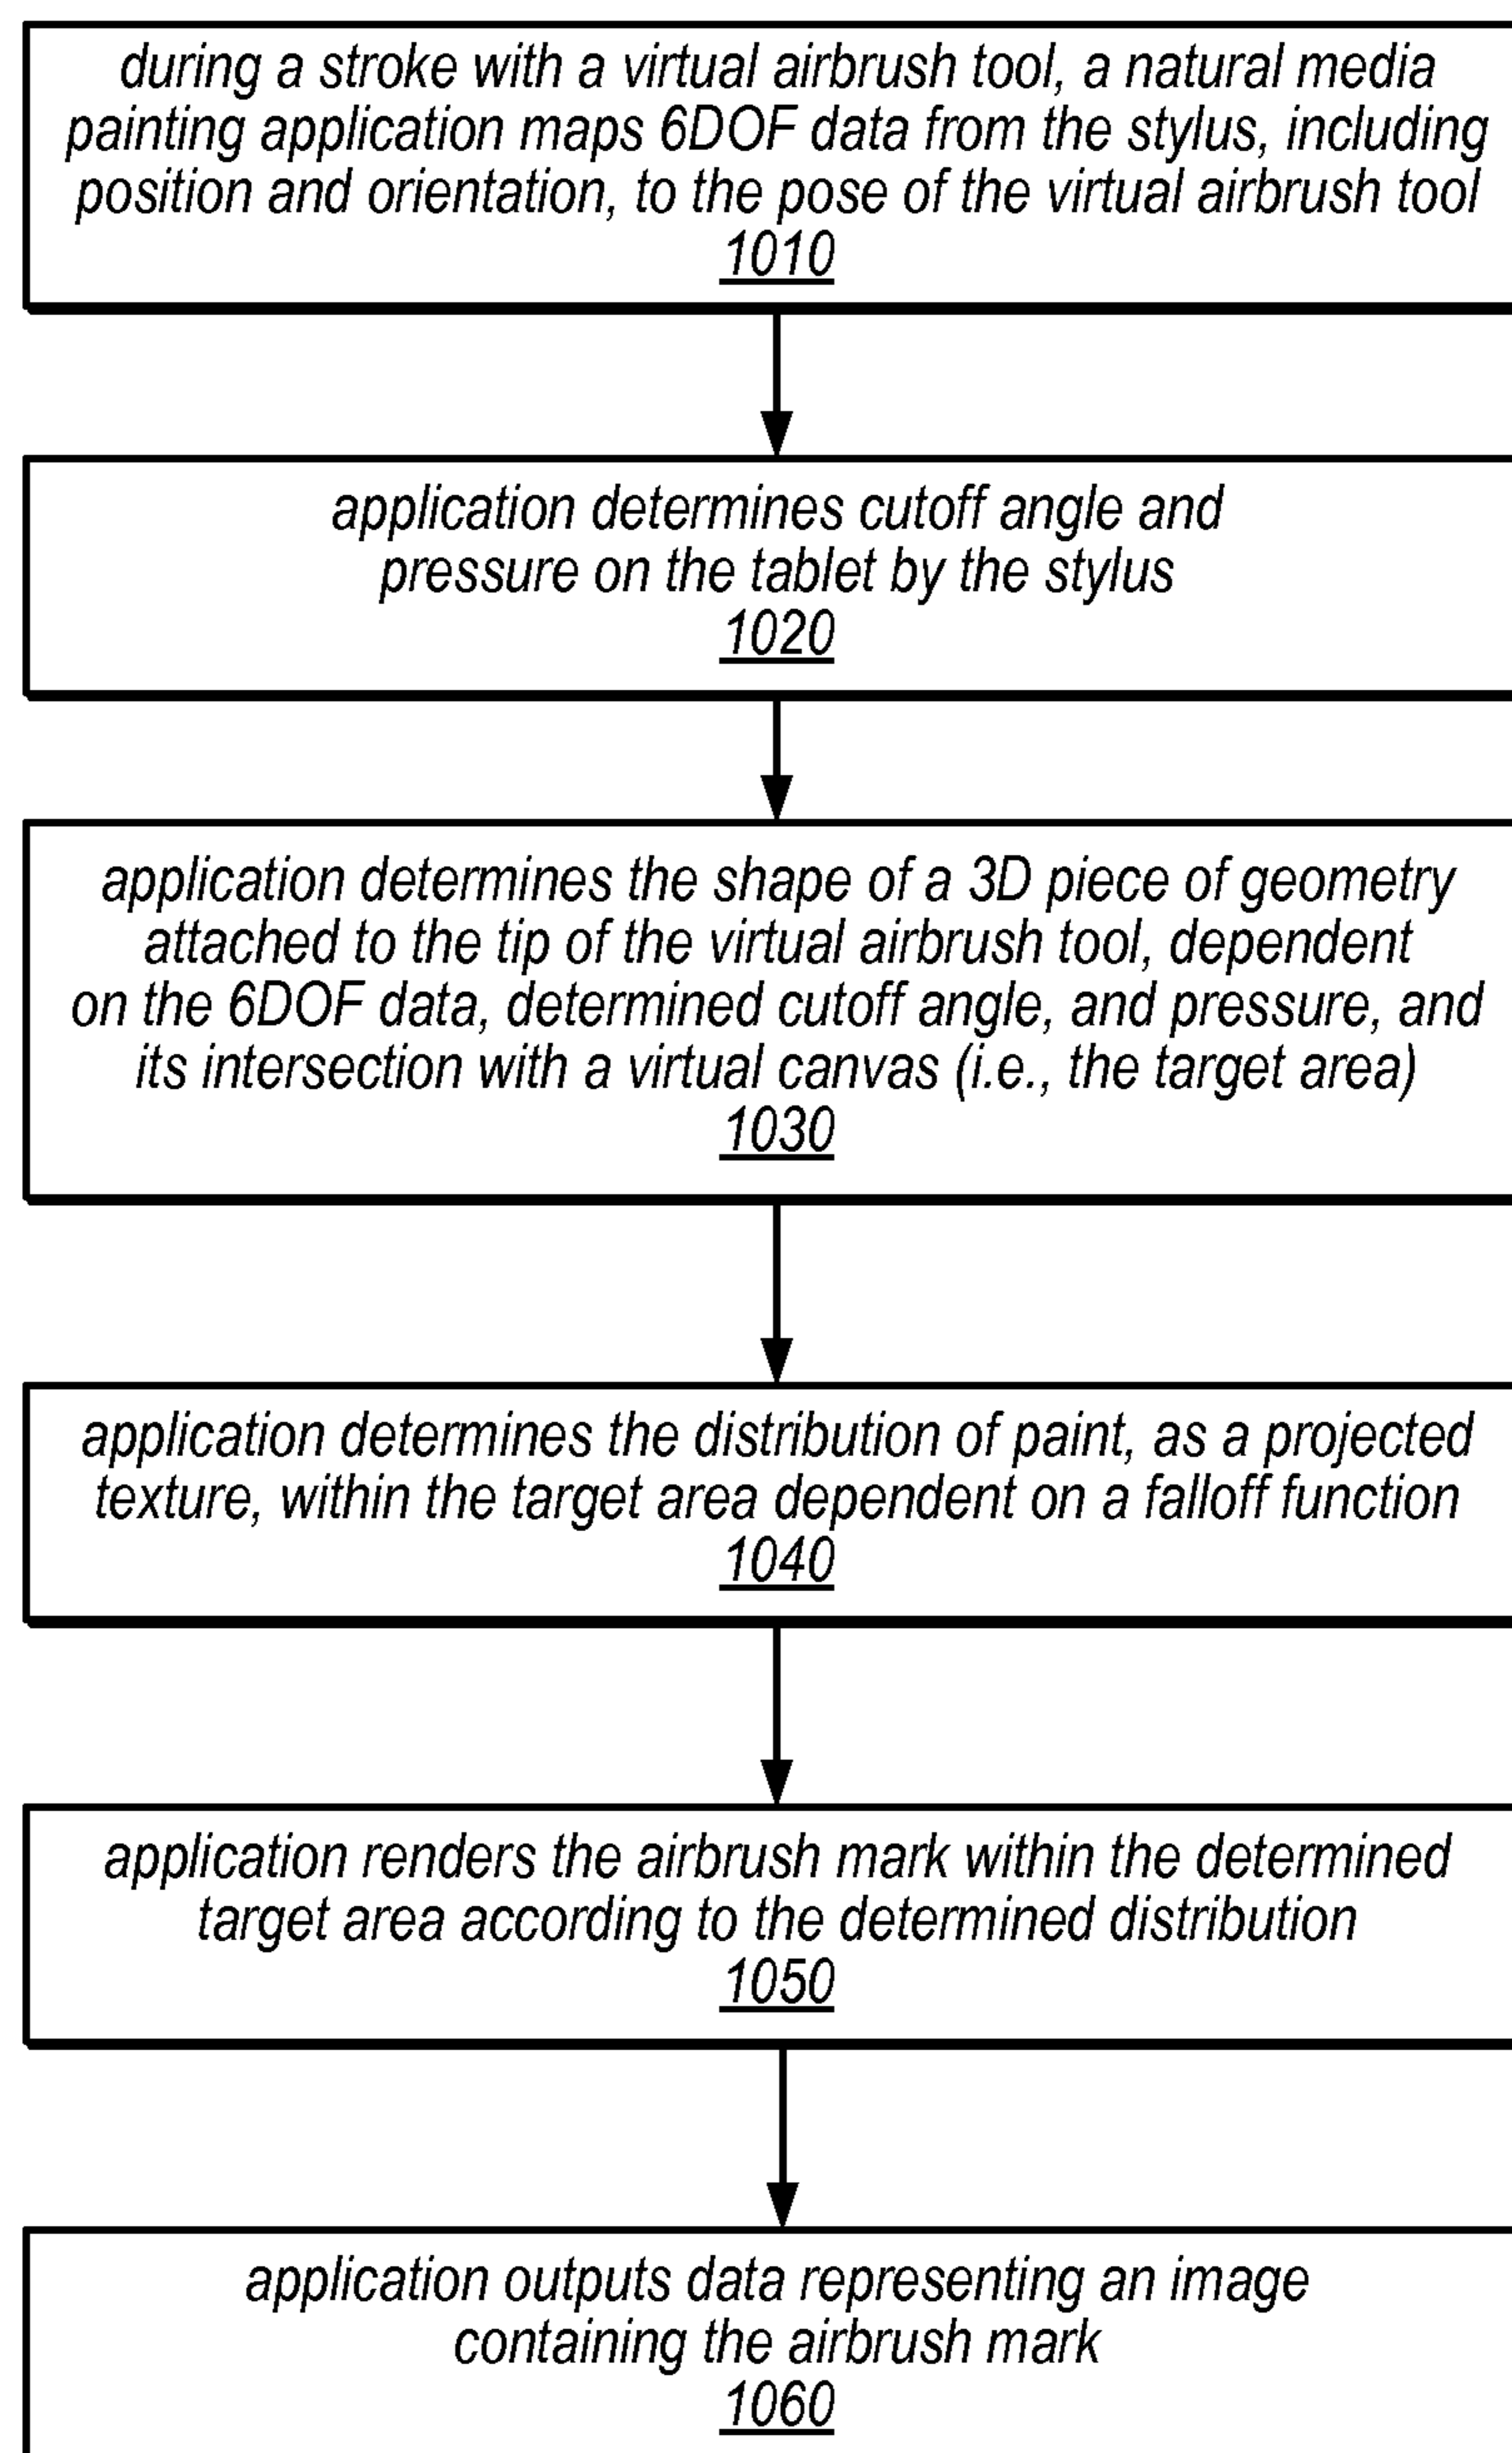 during a stroke with a virtual airbrush tool, a natural media
painting application maps 6DOF data from the stylus, including
position and orientation, to the pose of the virtual airbrush tool
1010
application determines cutoff angle and
pressure on the tablet by the stylus
1020
application determines the shape of a 3D piece of geometry
attached to the tip of the virtual airbrush tool, dependent
on the 6DOF data, determined cutoff angle, and pressure, and
its intersection with a virtual canvas (i.e., the target area)
1030
application determines the distribution of paint, as a projected
texture, within the target area dependent on a falloff function
1040
application renders the airbrush mark within the determined
target area according to the determined distribution
1050
application outputs data representing an image
containing the airbrush mark
1060